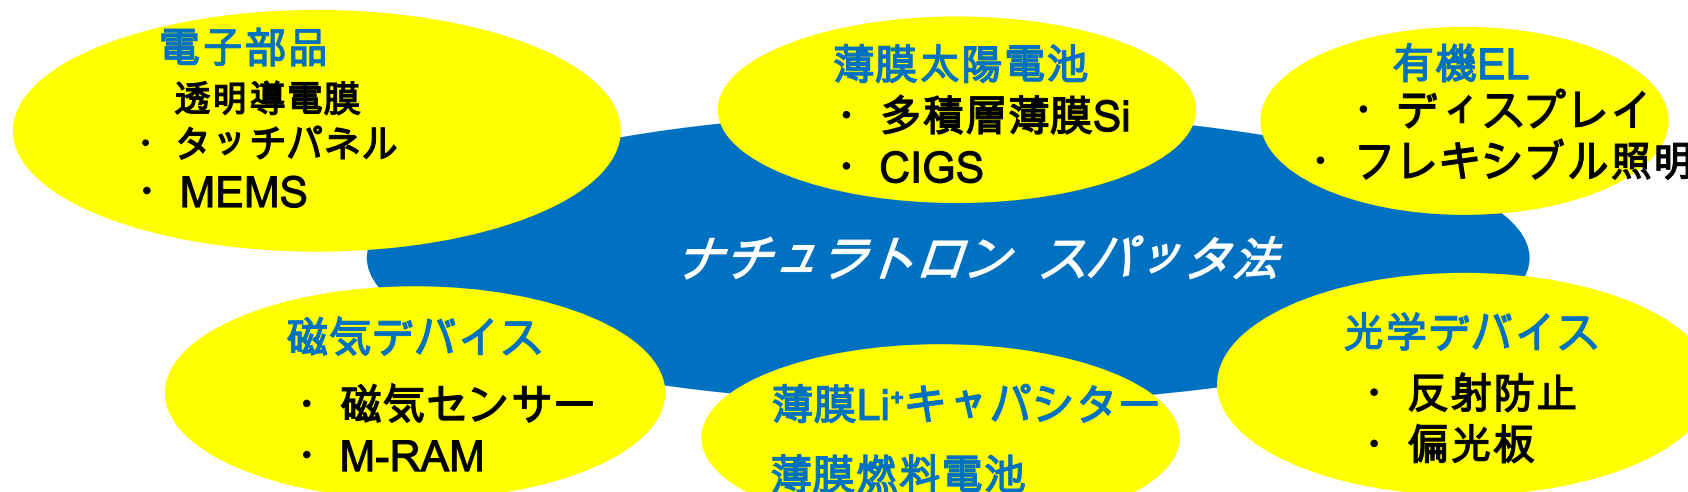 電子部品
透明導電膜
・ タッチパネル
・ MEMS
薄膜太陽電池
・ 多積層薄膜Si
・ CIGS
有機EL
・ ディスプレイ
・ フレキシブル照明
ナチュラトロン スパッタ法
磁気デバイス
・ 磁気センサー
・ M-RAM
薄膜Li⁺キャパシター
薄膜燃料電池
光学デバイス
・ 反射防止
・ 偏光板